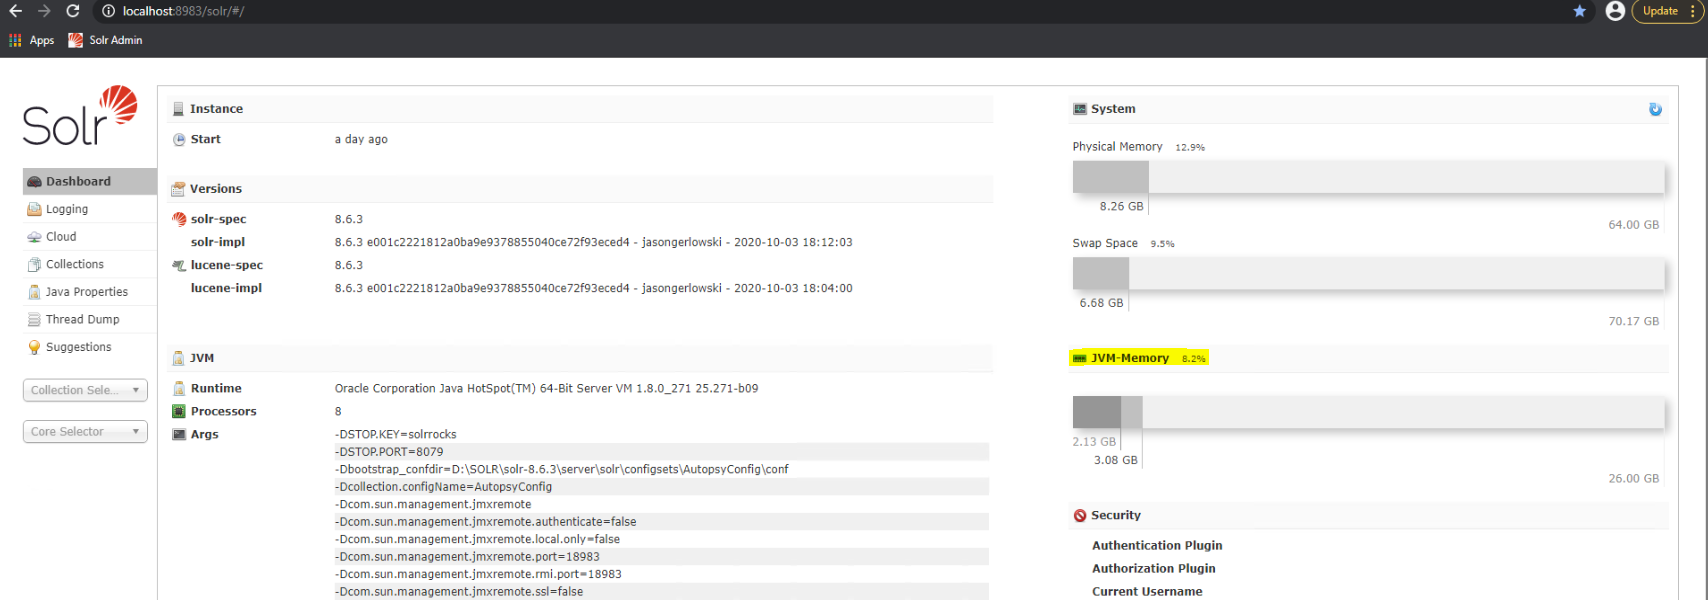 localhost:8983/solr/#/
Update
Apps
Solr Admin
Solr
Dashboard
Logging
Cloud
Collections
Java Properties
Thread Dump
Suggestions
Collection Sele...
Core Selector
Instance
Start a day ago
Versions
solr-spec 8.6.3
solr-impl 8.6.3 e001c2221812a0ba9e9378855040ce72f93eced4 - jasongerlowski - 2020-10-03 18:12:03
lucene-spec 8.6.3
lucene-impl 8.6.3 e001c2221812a0ba9e9378855040ce72f93eced4 - jasongerlowski - 2020-10-03 18:04:00
JVM
Runtime Oracle Corporation Java HotSpot(TM) 64-Bit Server VM 1.8.0_271 25.271-b09
Processors 8
Args -DSTOP.KEY=solrrocks
-DSTOP.PORT=8079
-Dbootstrap_confdir=D:\SOLR\solr-8.6.3\server\solr\configsets\AutopsyConfig\conf
-Dcollection.configName=AutopsyConfig
-Dcom.sun.management.jmxremote
-Dcom.sun.management.jmxremote.authenticate=false
-Dcom.sun.management.jmxremote.local.only=false
-Dcom.sun.management.jmxremote.port=18983
-Dcom.sun.management.jmxremote.rmi.port=18983
-Dcom.sun.management.jmxremote.ssl=false
System
Physical Memory 12.9%
8.26 GB
64.00 GB
Swap Space 9.5%
6.68 GB
70.17 GB
JVM-Memory 8.2%
2.13 GB
3.08 GB
26.00 GB
Security
Authentication Plugin
Authorization Plugin
Current Username